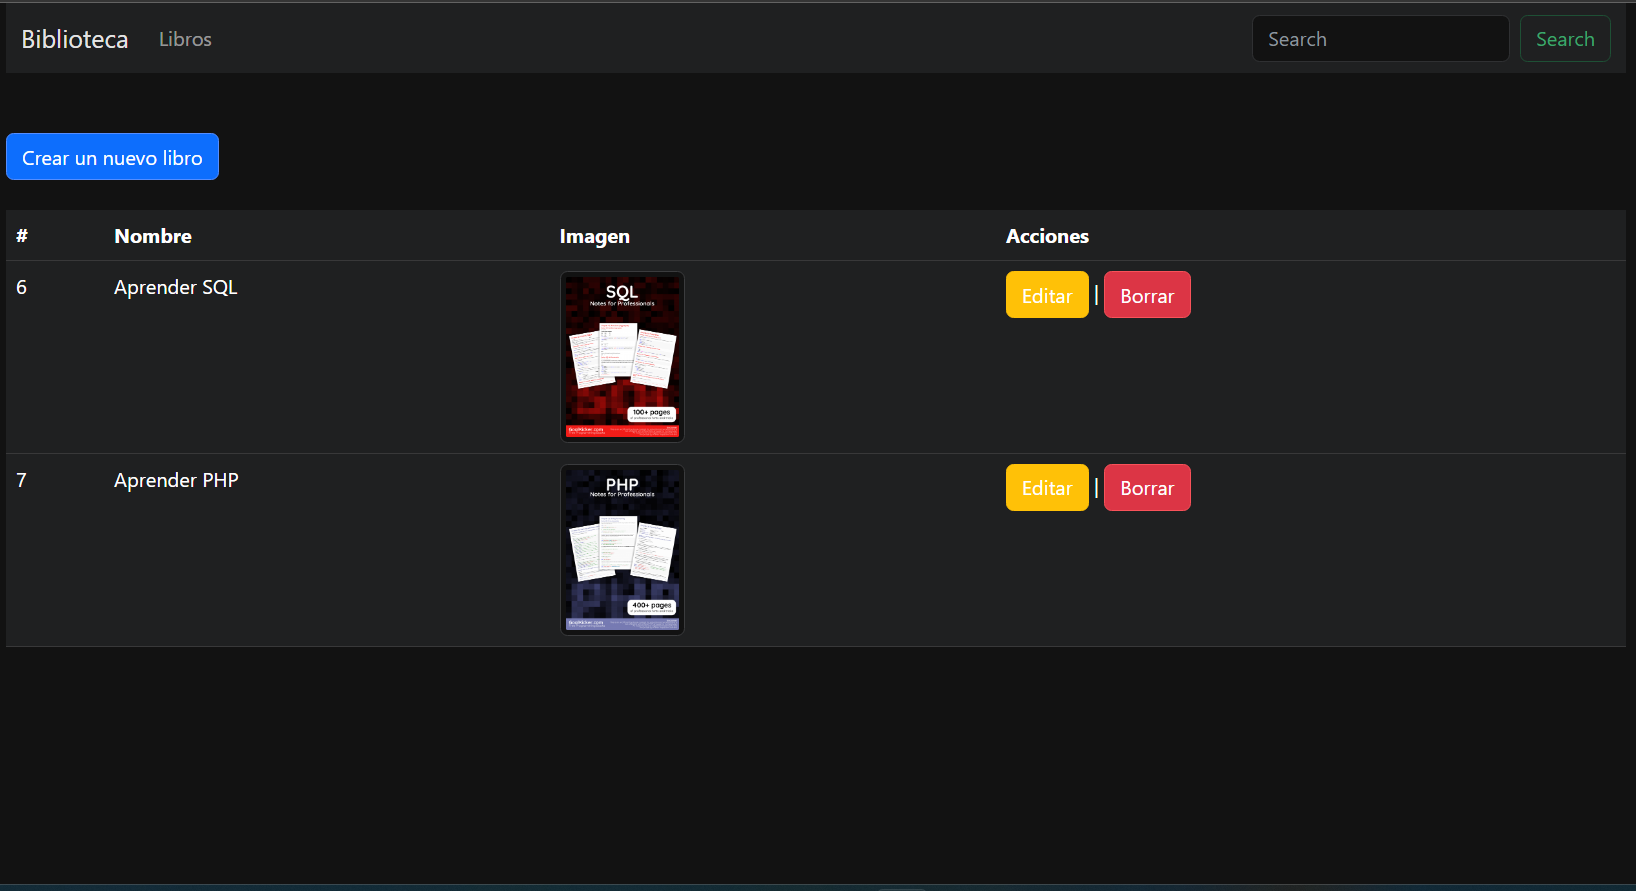 Biblioteca Libros Search Search
Crear un nuevo libro
# Nombre Imagen Acciones
6 Aprender SQL Editar | Borrar
SQL
Notes for Professionals
100+ pages
7 Aprender PHP Editar | Borrar
PHP
Notes for Professionals
400+ pages